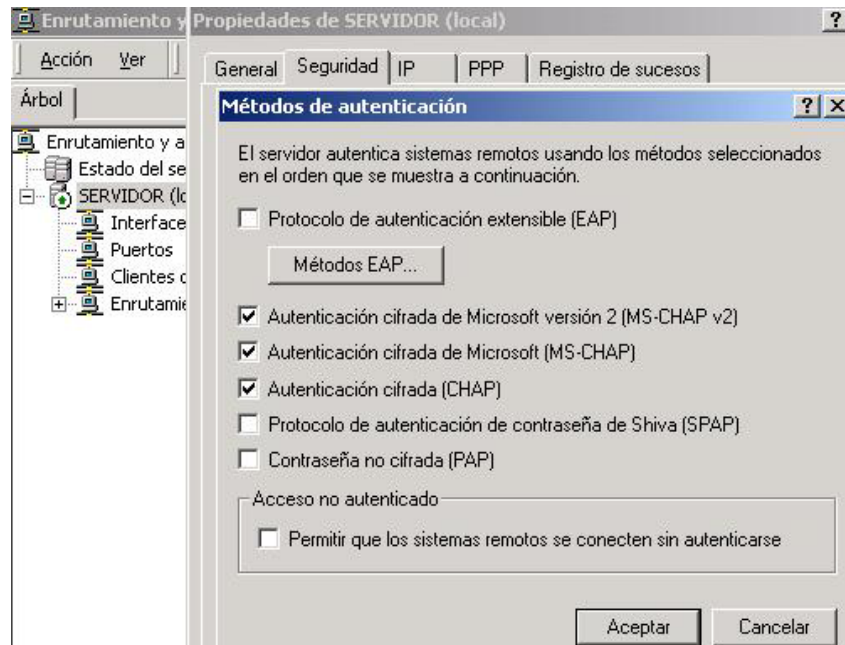 Enrutamiento y
Propiedades de SERVIDOR (local)
Acción Ver
General Seguridad IP PPP Registro de sucesos
Árbol
Métodos de autenticación
Enrutamiento y a
Estado del se
SERVIDOR (lo
Interface
Puertos
Clientes c
Enrutamie
El servidor autentica sistemas remotos usando los métodos seleccionados
en el orden que se muestra a continuación.
Protocolo de autenticación extensible (EAP)
Métodos EAP...
Autenticación cifrada de Microsoft versión 2 (MS-CHAP v2)
Autenticación cifrada de Microsoft (MS-CHAP)
Autenticación cifrada (CHAP)
Protocolo de autenticación de contraseña de Shiva (SPAP)
Contraseña no cifrada (PAP)
Acceso no autenticado
Permitir que los sistemas remotos se conecten sin autenticarse
Aceptar Cancelar